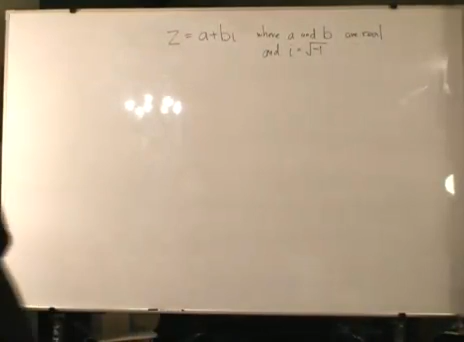 z = a+bi where a and b are real
and i = √-1